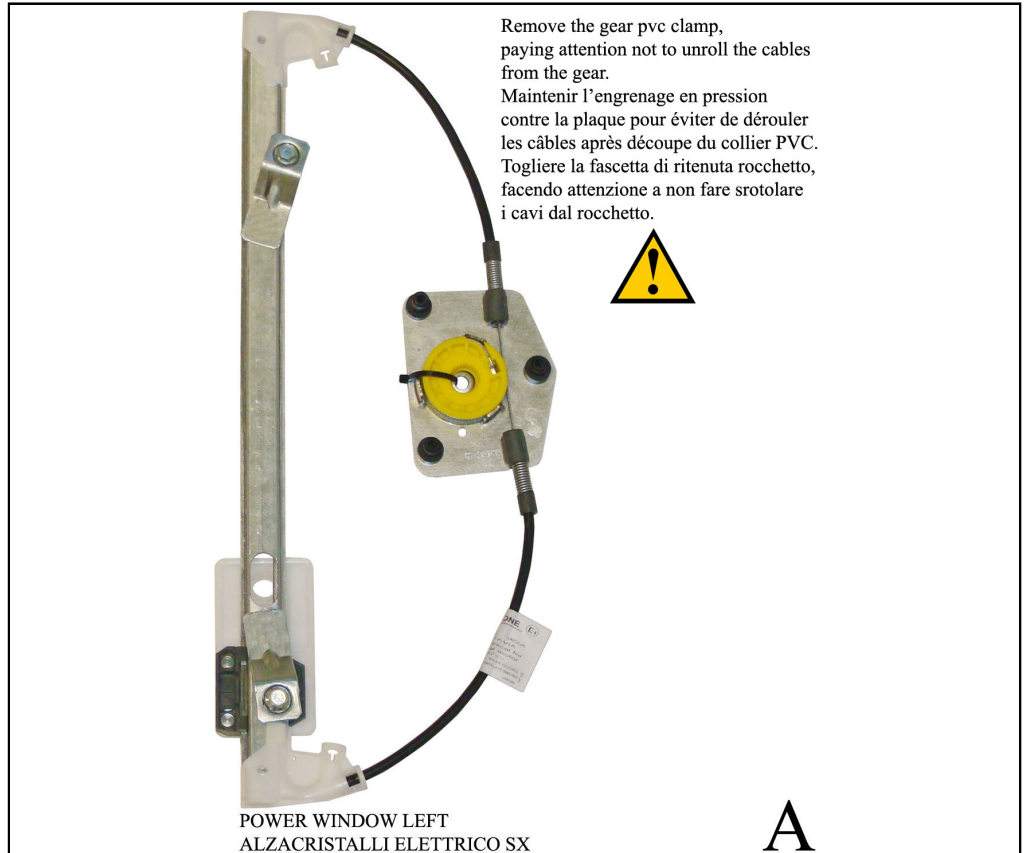 Remove the gear pvc clamp,
paying attention not to unroll the cables
from the gear.
Maintenir l’engrenage en pression
contre la plaque pour éviter de dérouler
les câbles après découpe du collier PVC.
Togliere la fascetta di ritenuta rocchetto,
facendo attenzione a non fare srotolare
i cavi dal rocchetto.
POWER WINDOW LEFT
ALZACRISTALLI ELETTRICO SX
A